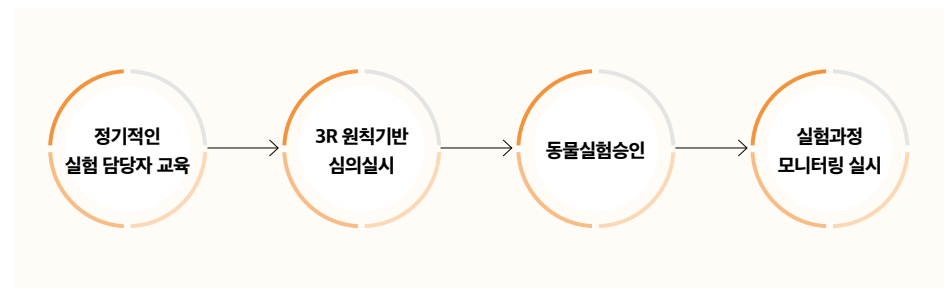 정기적인
실험 담당자 교육
3R 원칙기반
심의실시
동물실험승인
실험과정
모니터링 실시